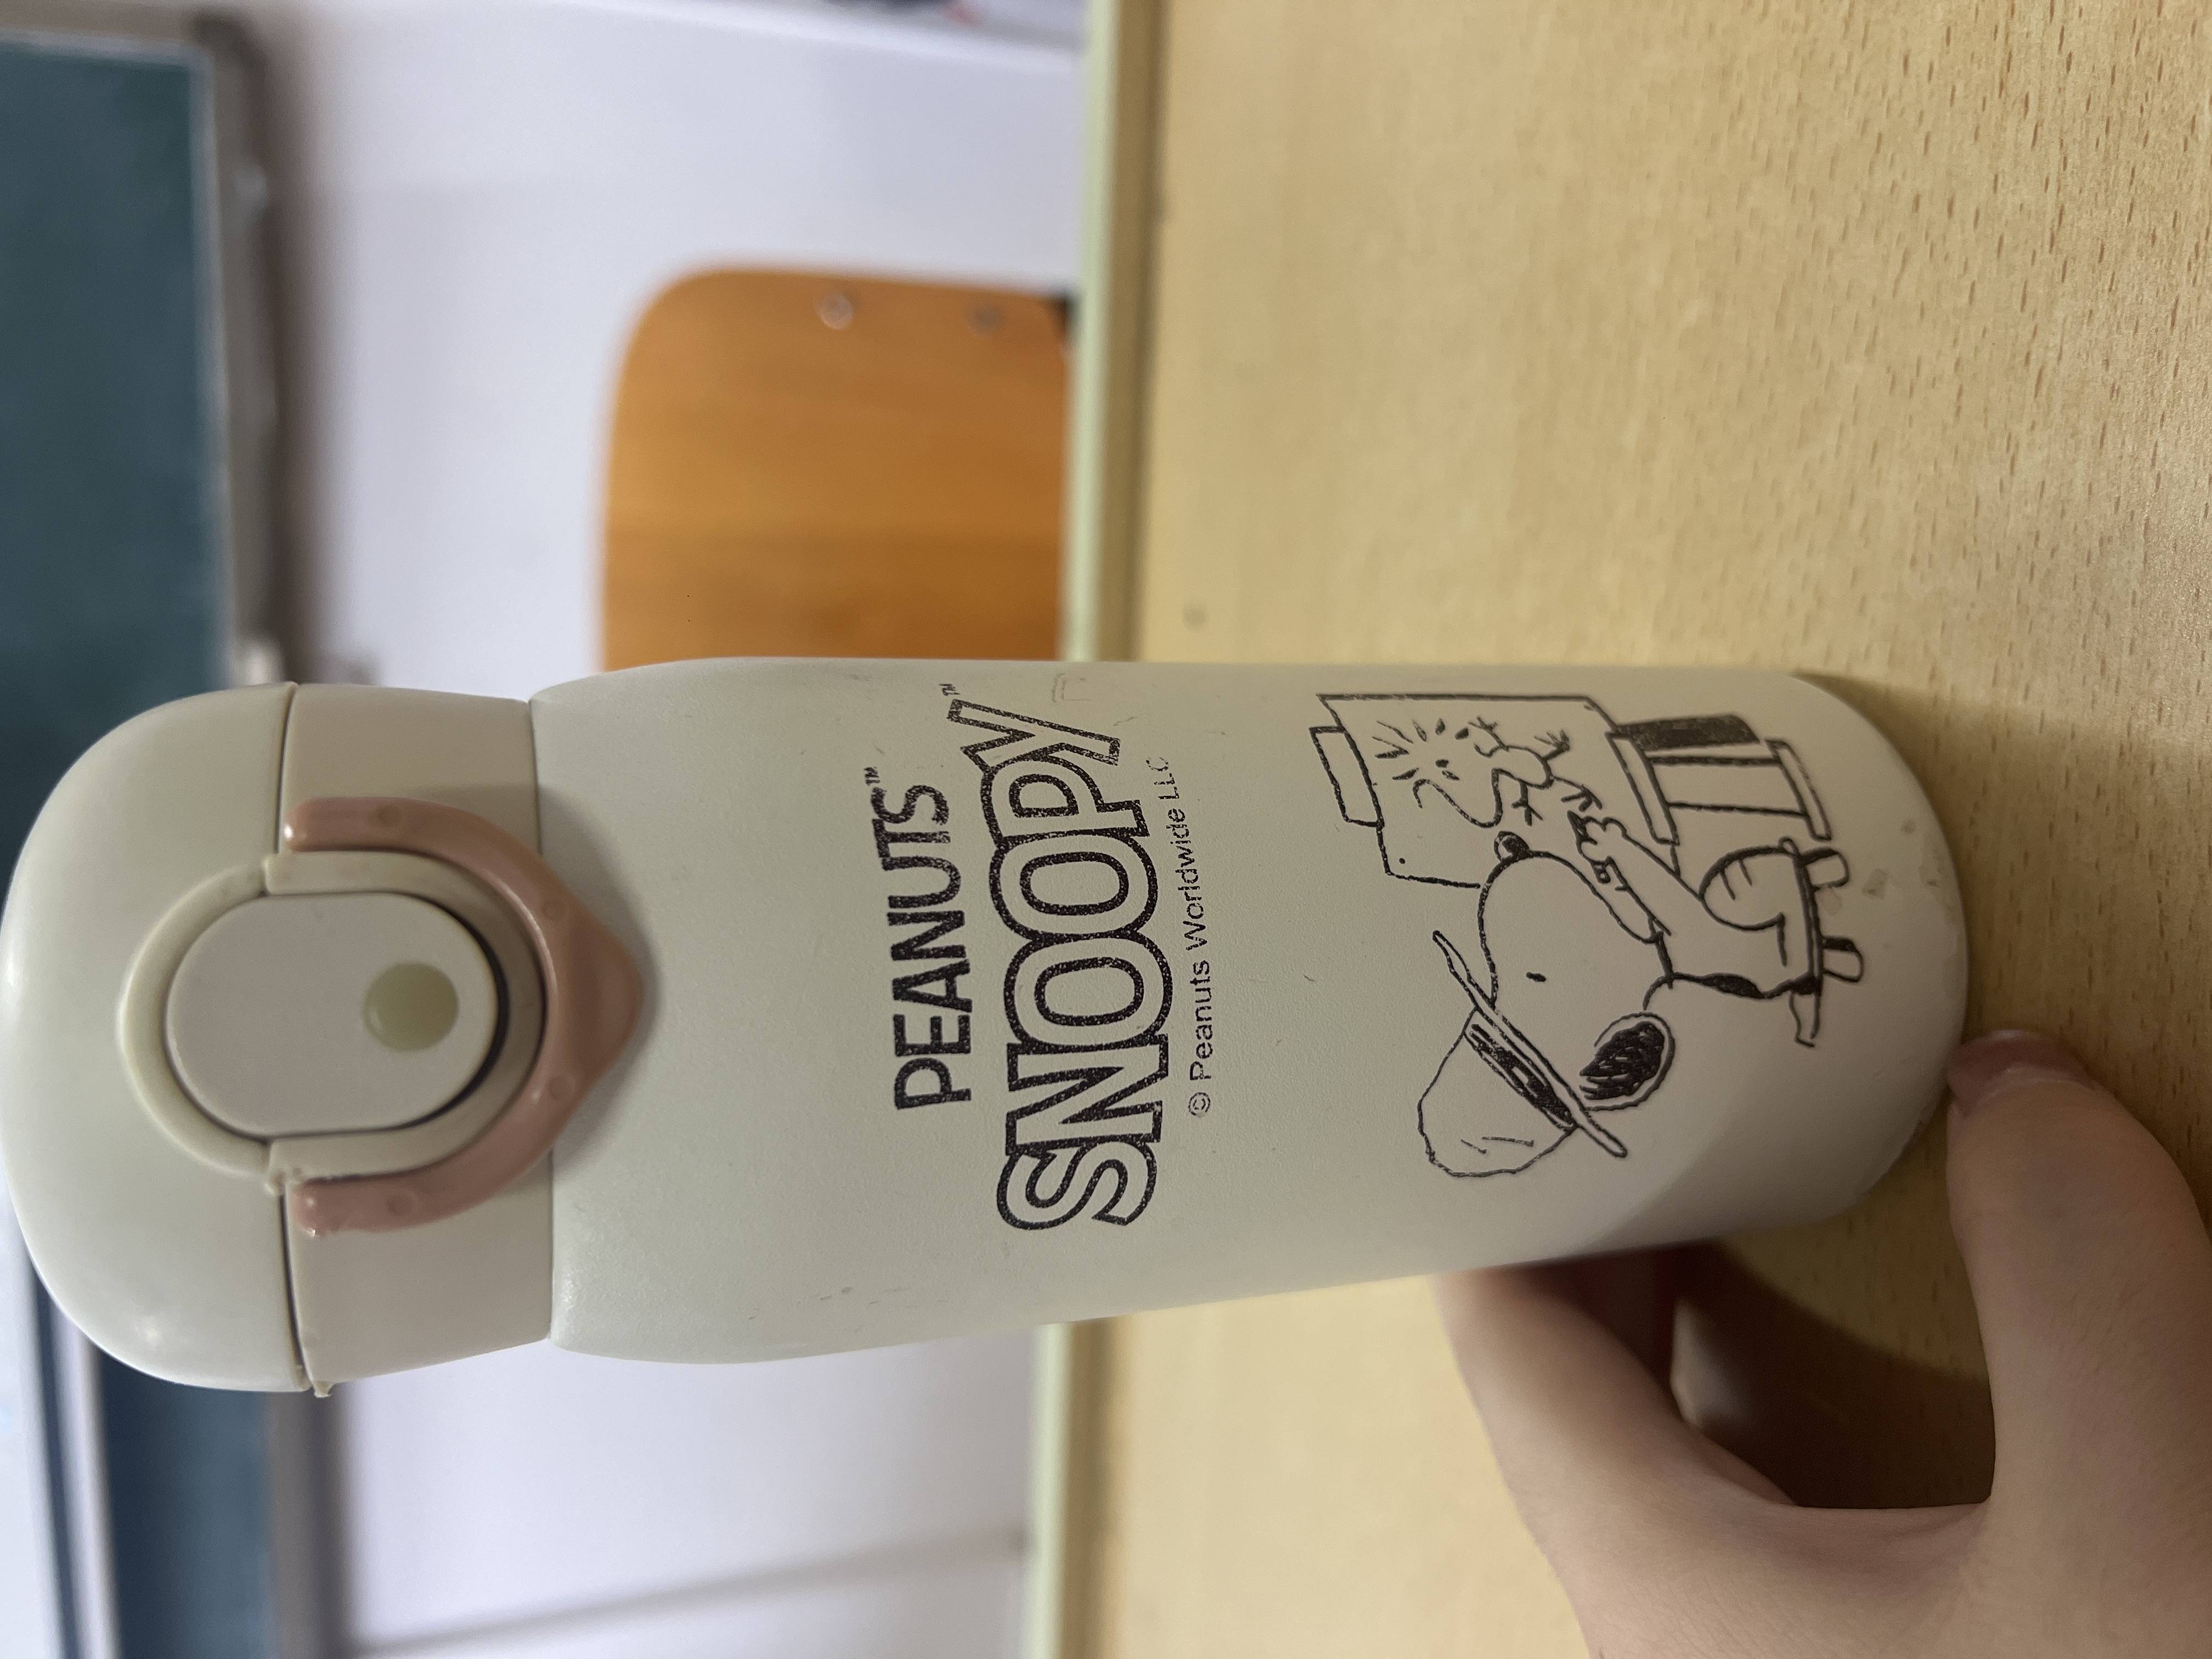 PEANUTS™
SNOOPY™
© Peanuts Worldwide LLC